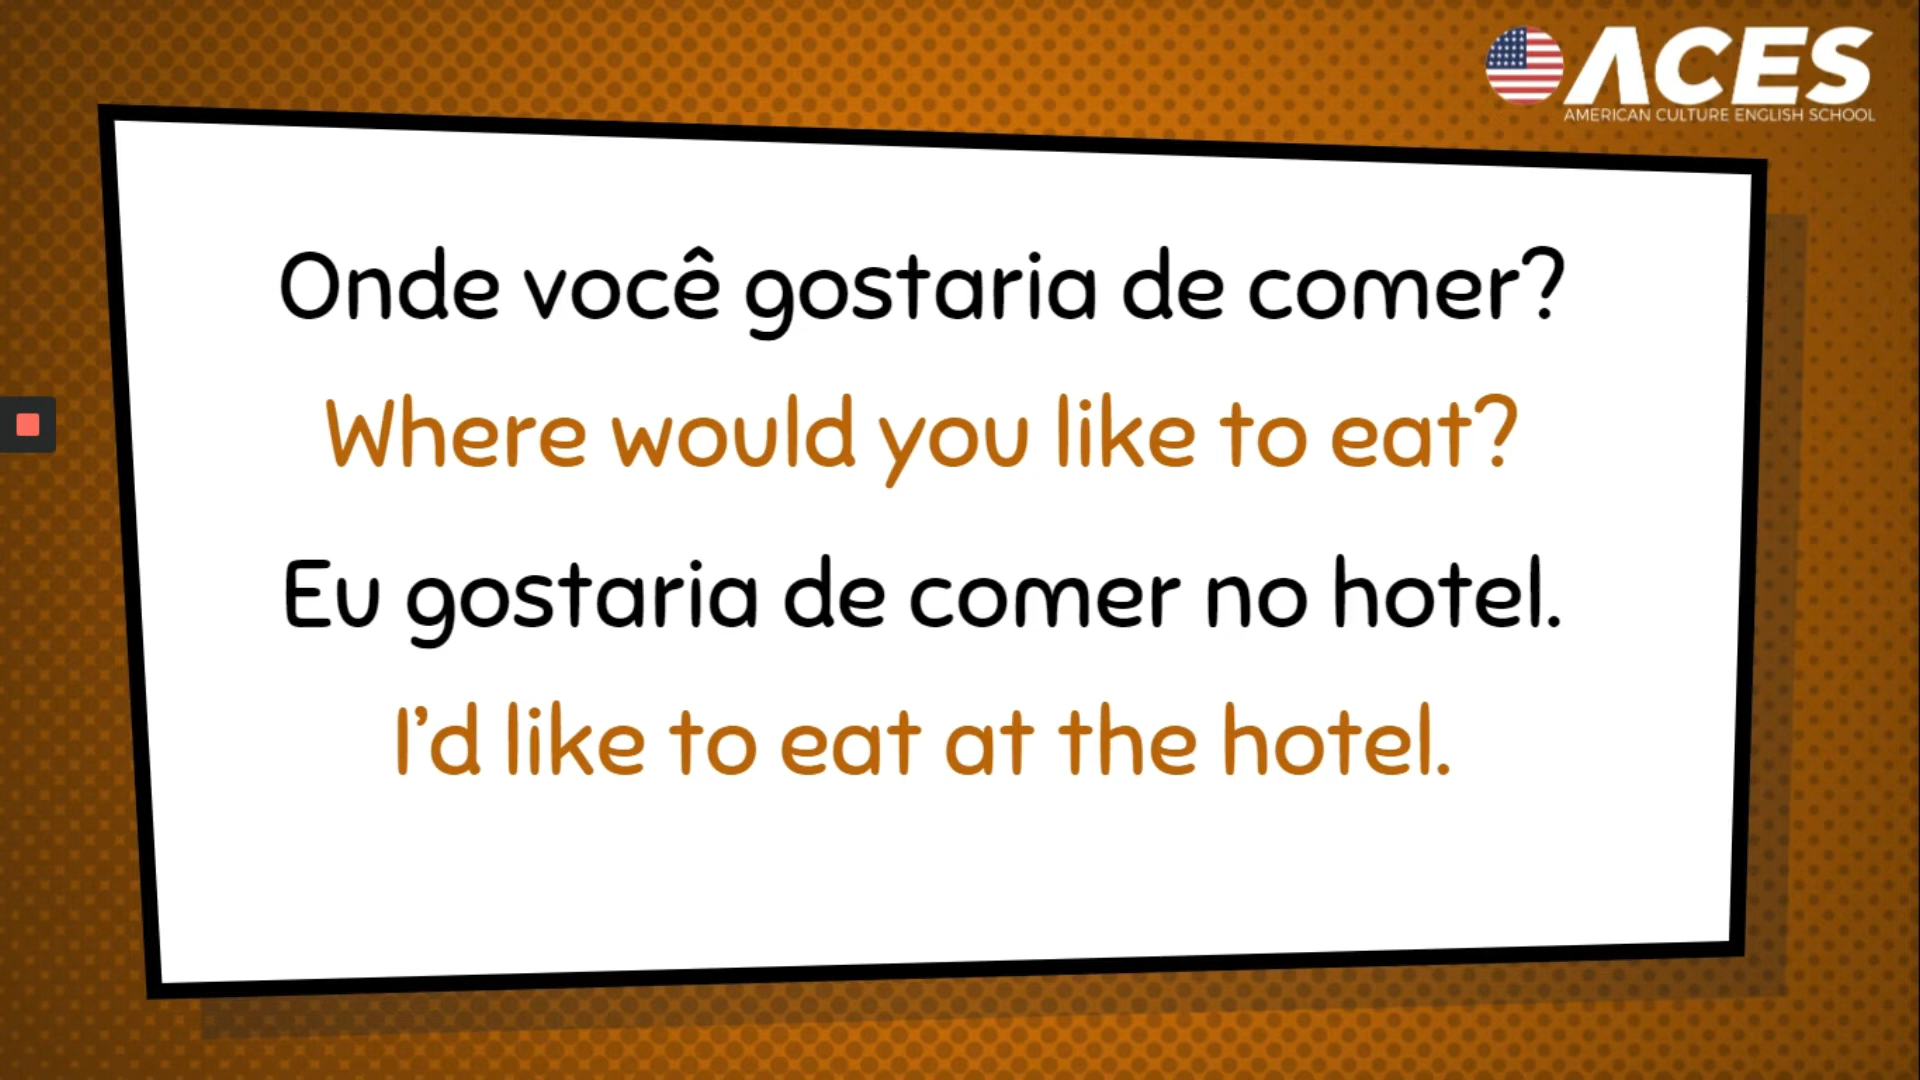 ACES
AMERICAN CULTURE ENGLISH SCHOOL
Onde você gostaria de comer?
Where would you like to eat?
Eu gostaria de comer no hotel.
I'd like to eat at the hotel.